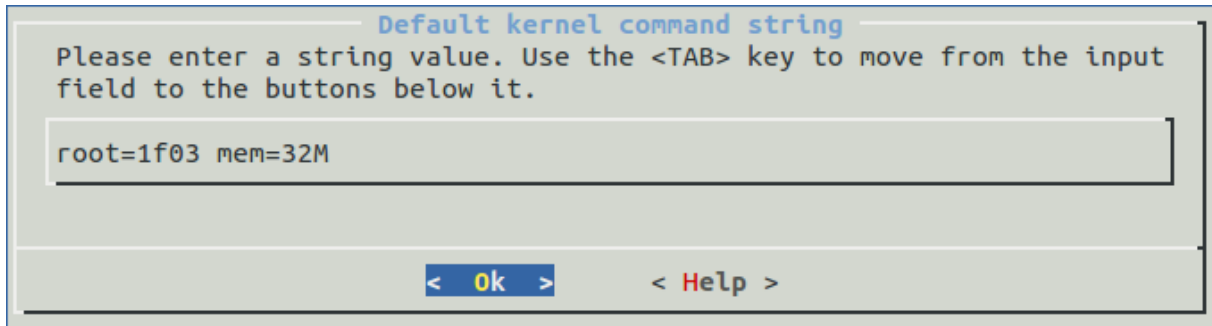 Default kernel command string
Please enter a string value. Use the <TAB> key to move from the input
field to the buttons below it.
root=1f03 mem=32M
< Ok > < Help >